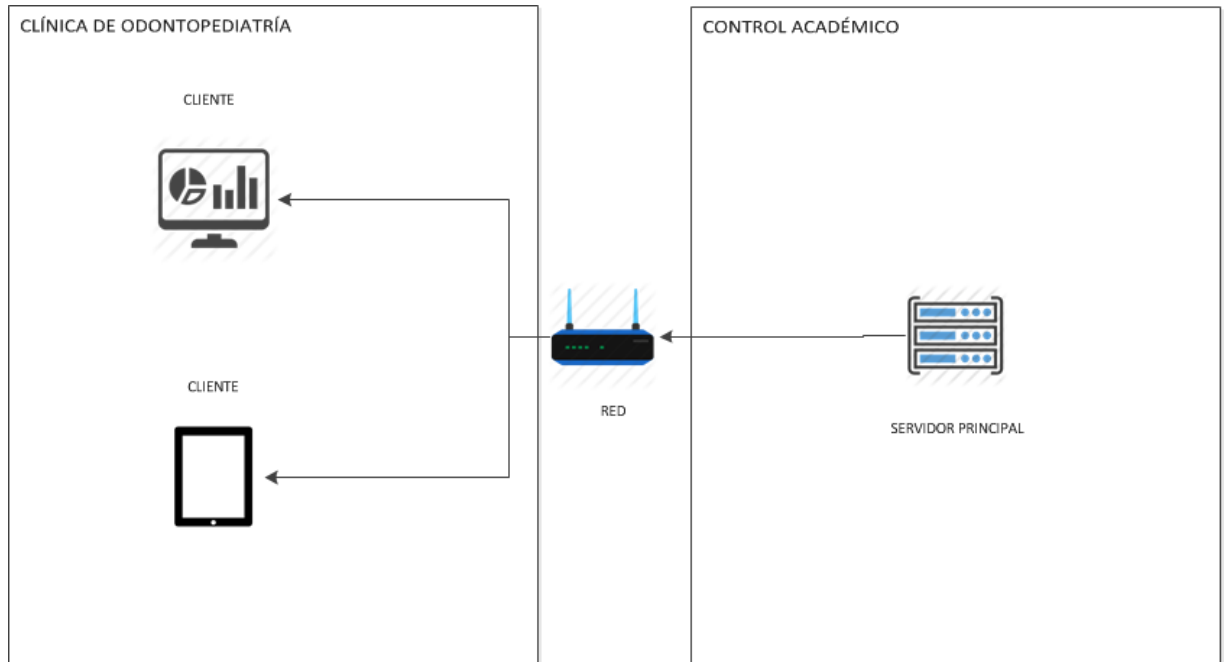 CLÍNICA DE ODONTOPEDIATRÍA
CLIENTE
CLIENTE
RED
CONTROL ACADÉMICO
SERVIDOR PRINCIPAL